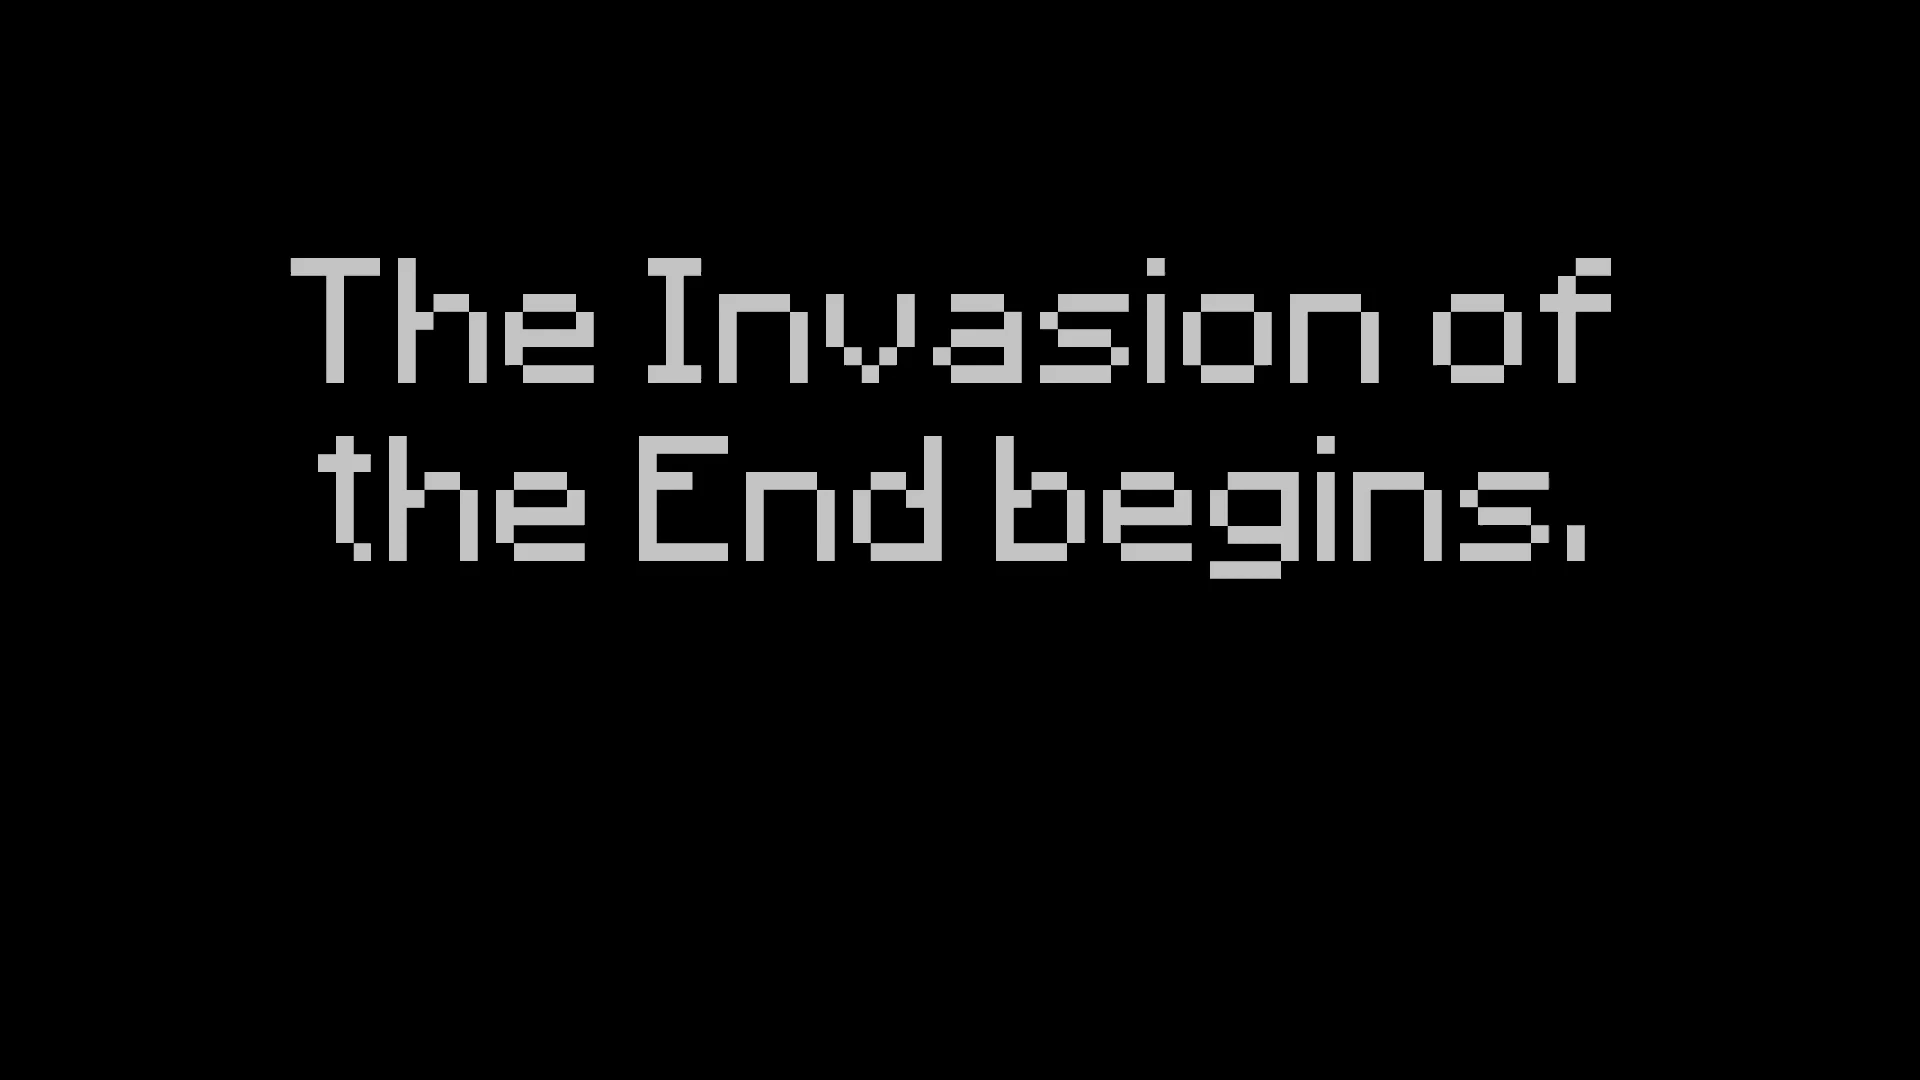 The Invasion of
the End begins.